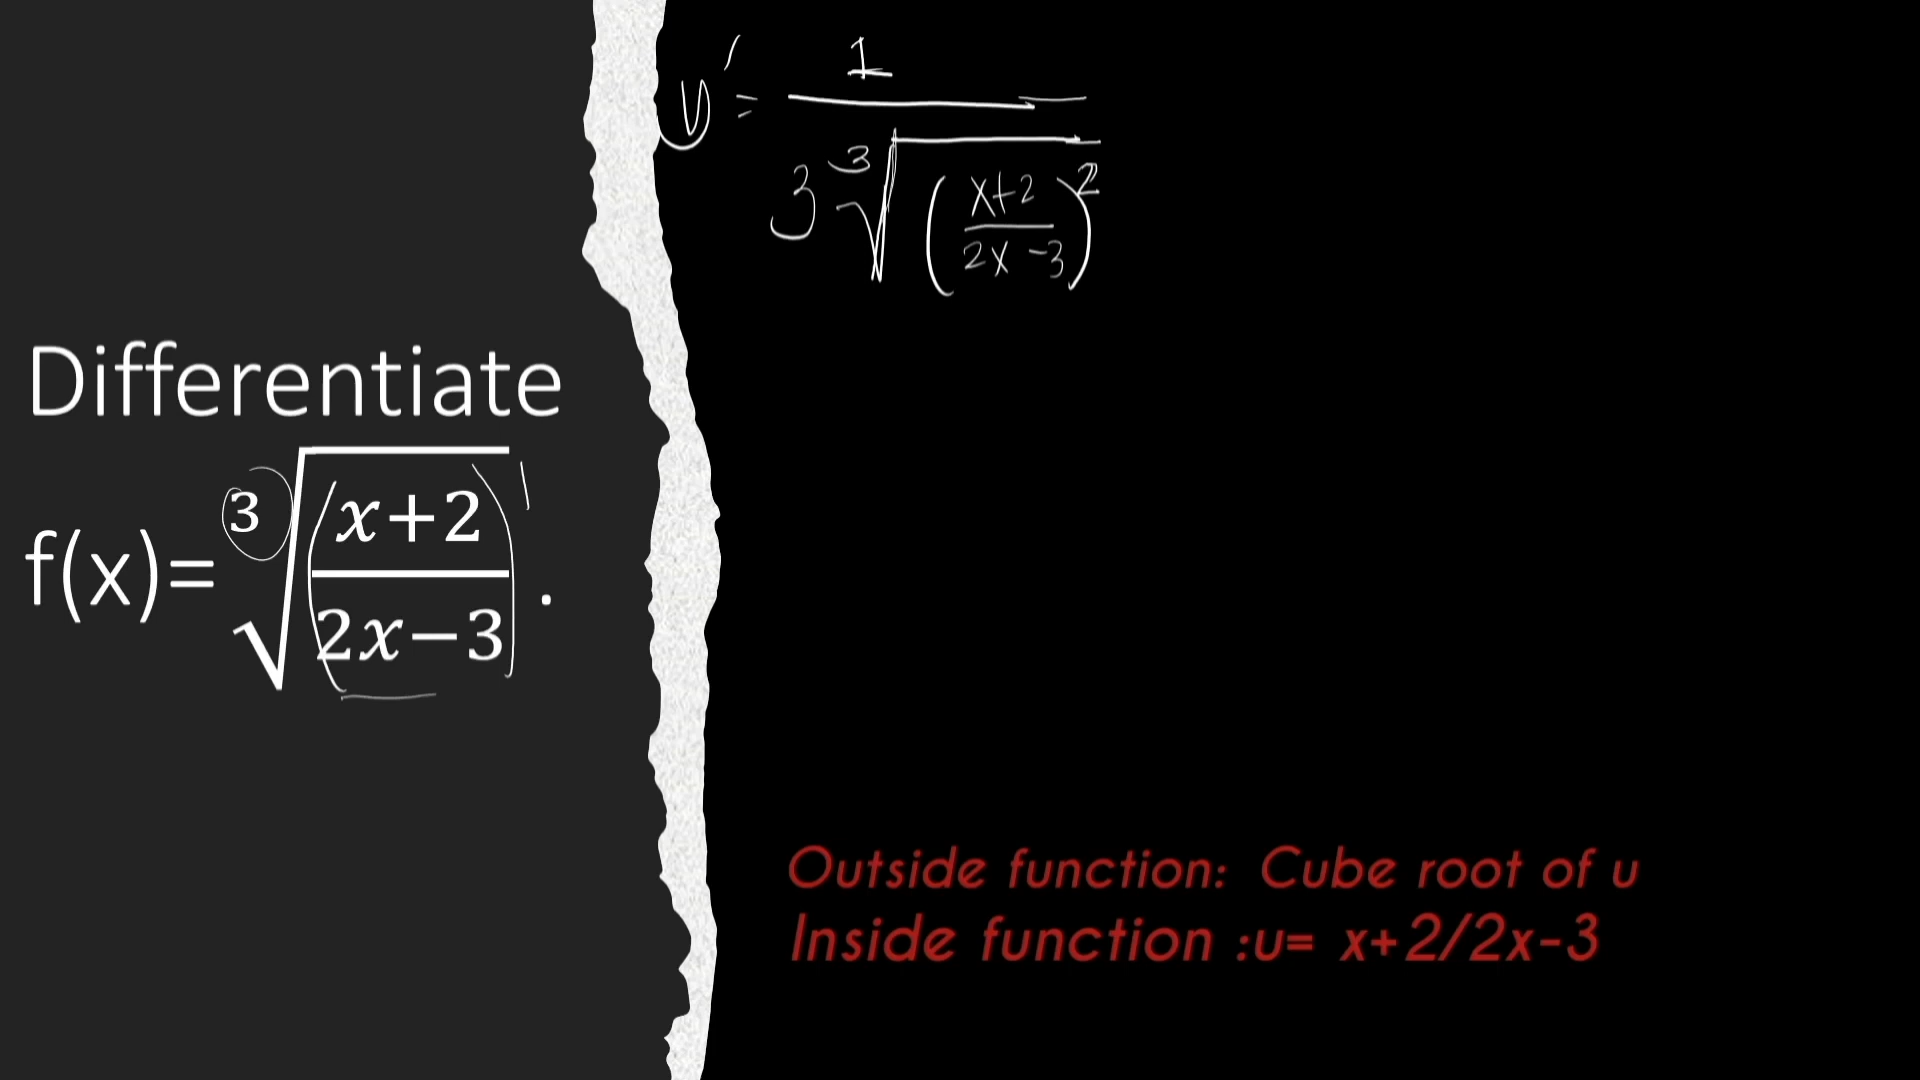 Differentiate
f(x)=∛((x+2)/(2x−3))′.
u′ = 1/(3∛((x+2)/(2x-3))²)
Outside function: Cube root of u
Inside function :u= x+2/2x-3